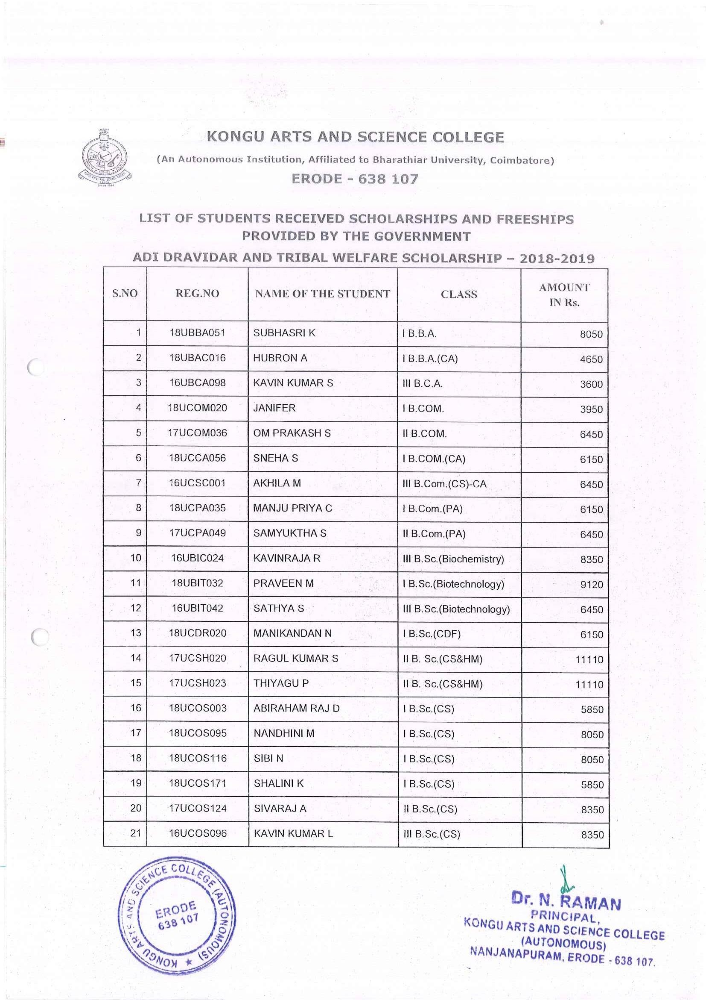 KONGU ARTS AND SCIENCE COLLEGE
(An Autonomous Institution, Affiliated to Bharathiar University, Coimbatore)
ERODE - 638 107
LIST OF STUDENTS RECEIVED SCHOLARSHIPS AND FREESHIPS
PROVIDED BY THE GOVERNMENT
ADI DRAVIDAR AND TRIBAL WELFARE SCHOLARSHIP – 2018-2019
S.NO REG.NO NAME OF THE STUDENT CLASS AMOUNT IN Rs.
1 18UBBA051 SUBHASRI K I B.B.A. 8050
2 18UBAC016 HUBRON A I B.B.A.(CA) 4650
3 16UBCA098 KAVIN KUMAR S III B.C.A. 3600
4 18UCOM020 JANIFER I B.COM. 3950
5 17UCOM036 OM PRAKASH S II B.COM. 6450
6 18UCCA056 SNEHA S I B.COM.(CA) 6150
7 16UCSC001 AKHILA M III B.Com.(CS)-CA 6450
8 18UCPA035 MANJU PRIYA C I B.Com.(PA) 6150
9 17UCPA049 SAMYUKTHA S II B.Com.(PA) 6450
10 16UBIC024 KAVINRAJA R III B.Sc.(Biochemistry) 8350
11 18UBIT032 PRAVEEN M I B.Sc.(Biotechnology) 9120
12 16UBIT042 SATHYA S III B.Sc.(Biotechnology) 6450
13 18UCDR020 MANIKANDAN N I B.Sc.(CDF) 6150
14 17UCSH020 RAGUL KUMAR S II B. Sc.(CS&HM) 11110
15 17UCSH023 THIYAGU P II B. Sc.(CS&HM) 11110
16 18UCOS003 ABIRAHAM RAJ D I B.Sc.(CS) 5850
17 18UCOS095 NANDHINI M I B.Sc.(CS) 8050
18 18UCOS116 SIBI N I B.Sc.(CS) 8050
19 18UCOS171 SHALINI K I B.Sc.(CS) 5850
20 17UCOS124 SIVARAJ A II B.Sc.(CS) 8350
21 16UCOS096 KAVIN KUMAR L III B.Sc.(CS) 8350
KONGU ARTS AND SCIENCE COLLEGE (AUTONOMOUS) ★
ERODE
638 107
Dr. N. RAMAN
PRINCIPAL,
KONGU ARTS AND SCIENCE COLLEGE
(AUTONOMOUS)
NANJANAPURAM, ERODE - 638 107.